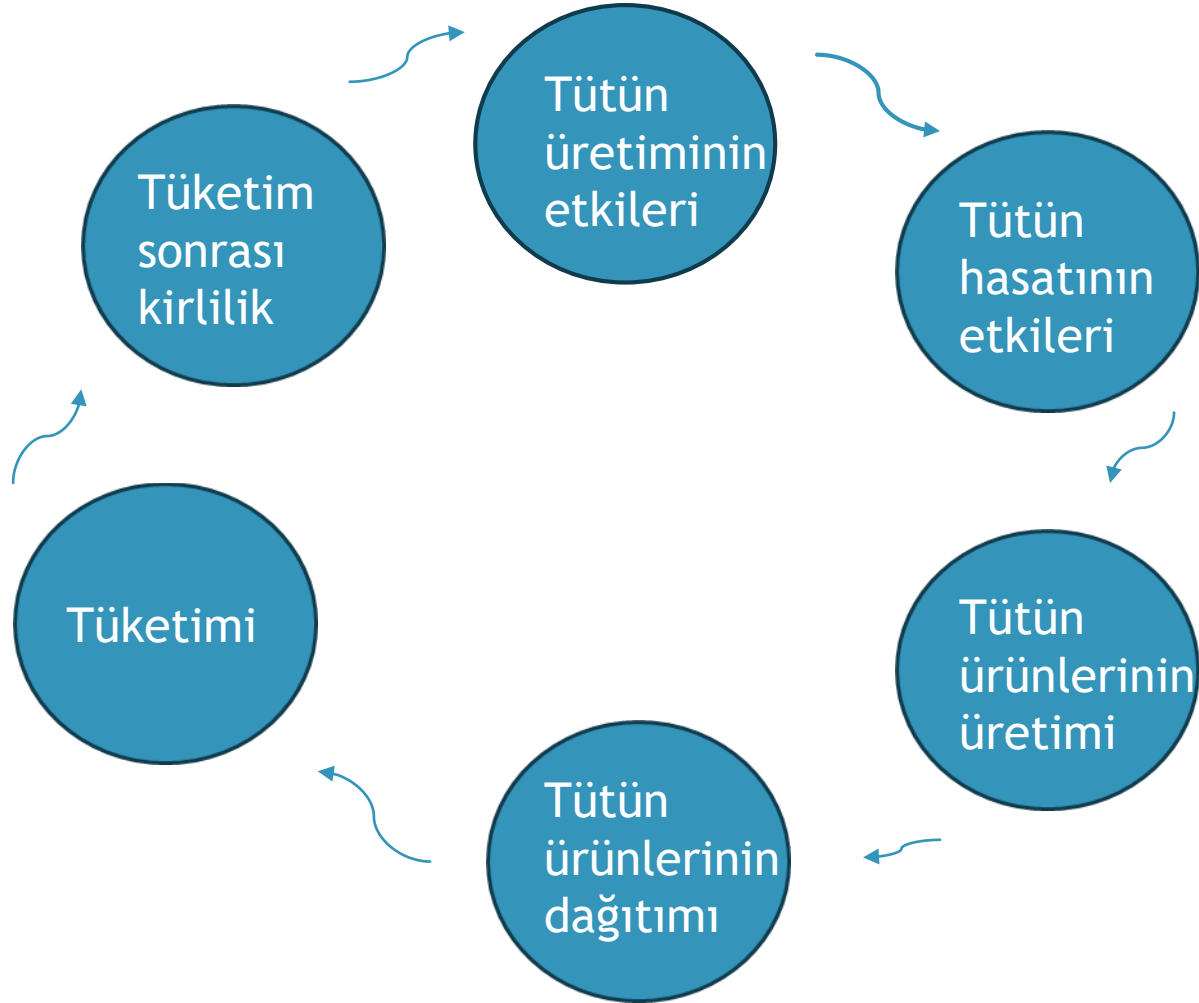 Tütün
üretiminin
etkileri
Tütün
hasatının
etkileri
Tütün
ürünlerinin
üretimi
Tütün
ürünlerinin
dağıtımı
Tüketimi
Tüketim
sonrası
kirlilik